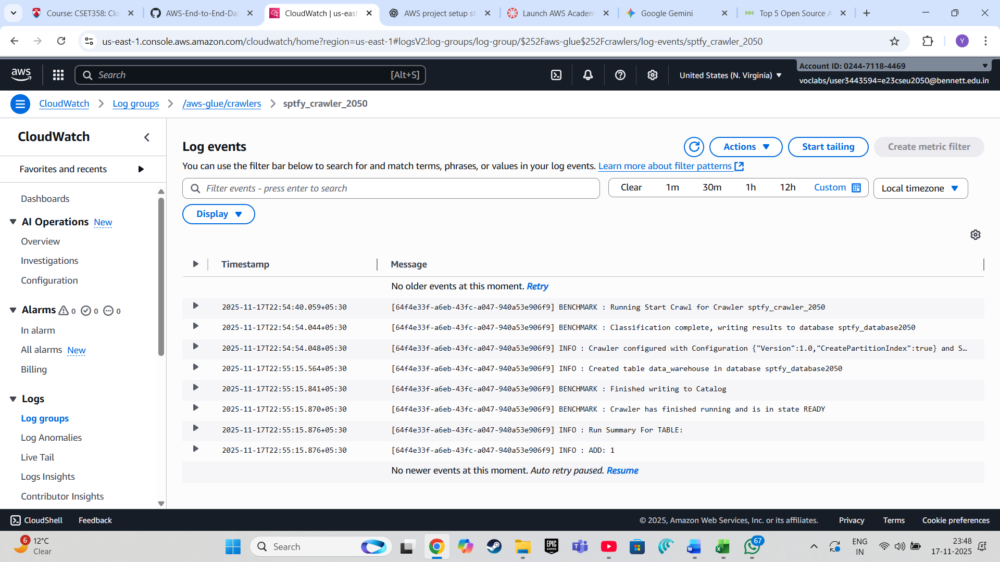 Course: CSET358: Clo
AWS-End-to-End-Dat
CloudWatch | us-east
AWS project setup st
Launch AWS Academ
Google Gemini
Top 5 Open Source A
us-east-1.console.aws.amazon.com/cloudwatch/home?region=us-east-1#logsV2:log-groups/log-group/$252Faws-glue$252Fcrawlers/log-events/sptfy_crawler_2050
Y
aws
Search [Alt+S]
United States (N. Virginia)
Account ID: 0244-7118-4469
voclabs/user3443594=e23cseu2050@bennett.edu.in
CloudWatch
Log groups
/aws-glue/crawlers
sptfy_crawler_2050
CloudWatch
Favorites and recents
Dashboards
AI Operations New
Overview
Investigations
Configuration
Alarms 0 0 0
In alarm
All alarms New
Billing
Logs
Log groups
Log Anomalies
Live Tail
Logs Insights
Contributor Insights
Log events
Actions
Start tailing
Create metric filter
You can use the filter bar below to search for and match terms, phrases, or values in your log events. Learn more about filter patterns
Filter events - press enter to search
Clear 1m 30m 1h 12h Custom
Local timezone
Display
Timestamp Message
No older events at this moment. Retry
2025-11-17T22:54:40.059+05:30 [64f4e33f-a6eb-43fc-a047-940a53e906f9] BENCHMARK : Running Start Crawl for Crawler sptfy_crawler_2050
2025-11-17T22:54:54.044+05:30 [64f4e33f-a6eb-43fc-a047-940a53e906f9] BENCHMARK : Classification complete, writing results to database sptfy_database2050
2025-11-17T22:54:54.048+05:30 [64f4e33f-a6eb-43fc-a047-940a53e906f9] INFO : Crawler configured with Configuration {"Version":1.0,"CreatePartitionIndex":true} and S…
2025-11-17T22:55:15.564+05:30 [64f4e33f-a6eb-43fc-a047-940a53e906f9] INFO : Created table data_warehouse in database sptfy_database2050
2025-11-17T22:55:15.841+05:30 [64f4e33f-a6eb-43fc-a047-940a53e906f9] BENCHMARK : Finished writing to Catalog
2025-11-17T22:55:15.870+05:30 [64f4e33f-a6eb-43fc-a047-940a53e906f9] BENCHMARK : Crawler has finished running and is in state READY
2025-11-17T22:55:15.876+05:30 [64f4e33f-a6eb-43fc-a047-940a53e906f9] INFO : Run Summary For TABLE:
2025-11-17T22:55:15.876+05:30 [64f4e33f-a6eb-43fc-a047-940a53e906f9] INFO : ADD: 1
No newer events at this moment. Auto retry paused. Resume
CloudShell
Feedback
© 2025, Amazon Web Services, Inc. or its affiliates.
Privacy
Terms
Cookie preferences
6
12°C
Clear
Search
EPIC GAMES
67
ENG
IN
23:48
17-11-2025